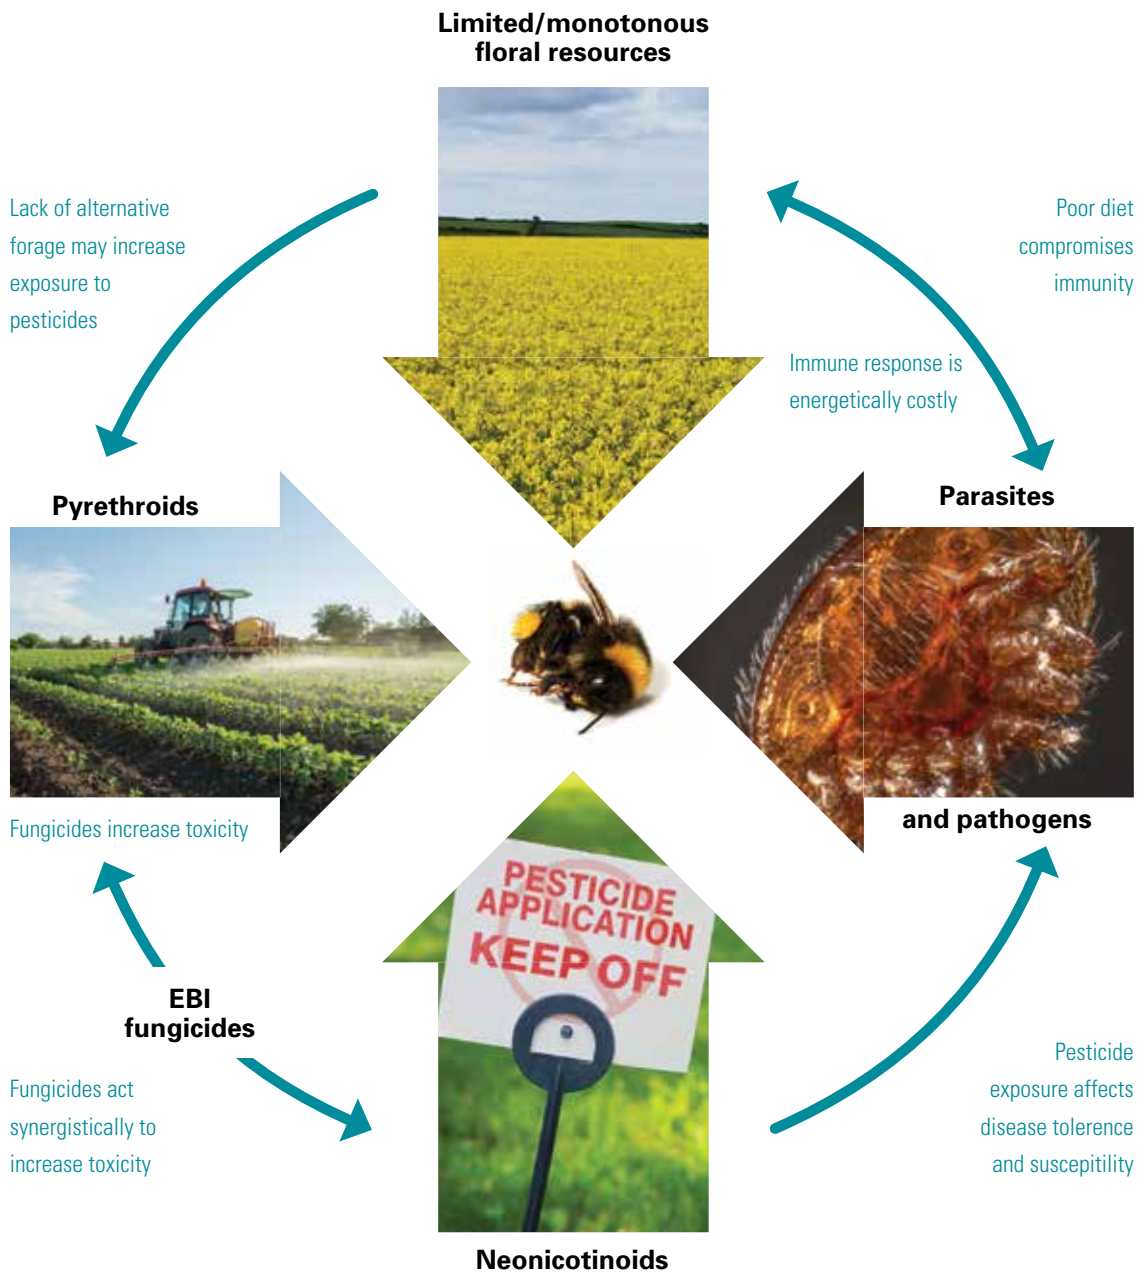 Limited/monotonous
floral resources
Lack of alternative
forage may increase
exposure to
pesticides
Poor diet
compromises
immunity
Immune response is
energetically costly
Pyrethroids
Parasites
Fungicides increase toxicity
and pathogens
PESTICIDE
APPLICATION
KEEP OFF
EBI
fungicides
Fungicides act
synergistically to
increase toxicity
Pesticide
exposure affects
disease tolerence
and suscepitility
Neonicotinoids